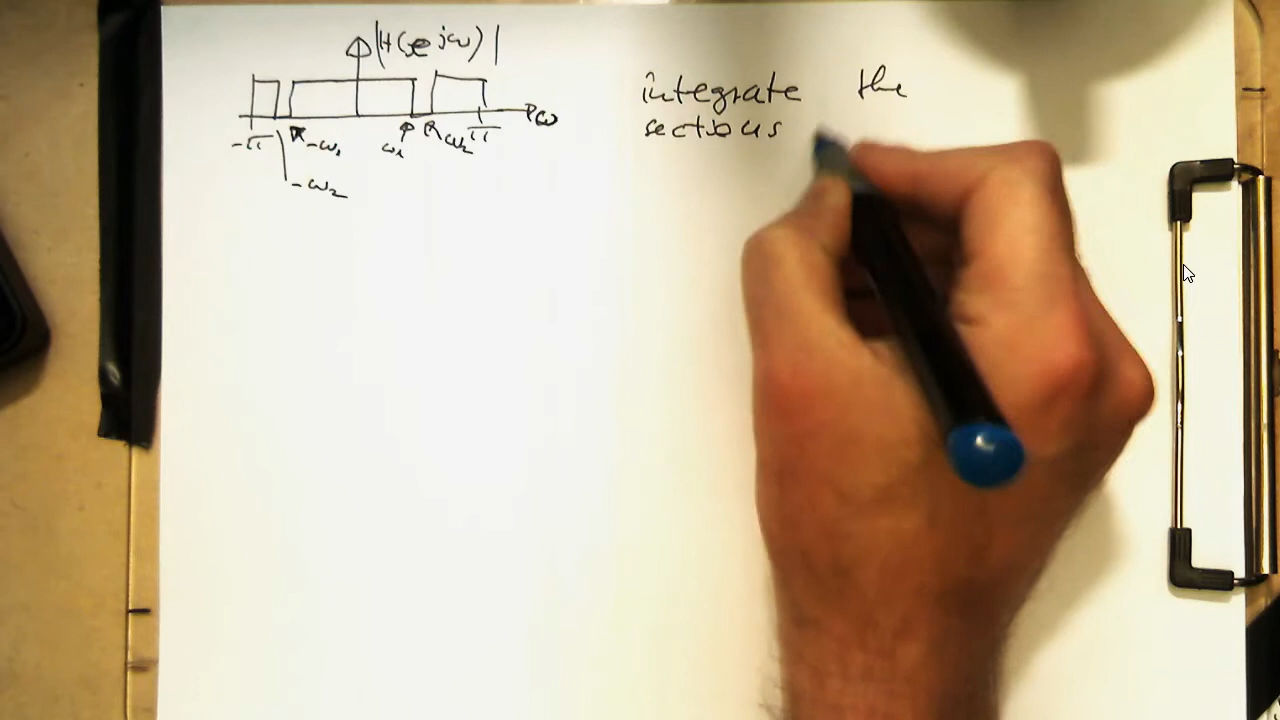 |H(e^jω)|
integrate the
sections
ω
-π -ω₁ ω₁ ω₂ π
-ω₂